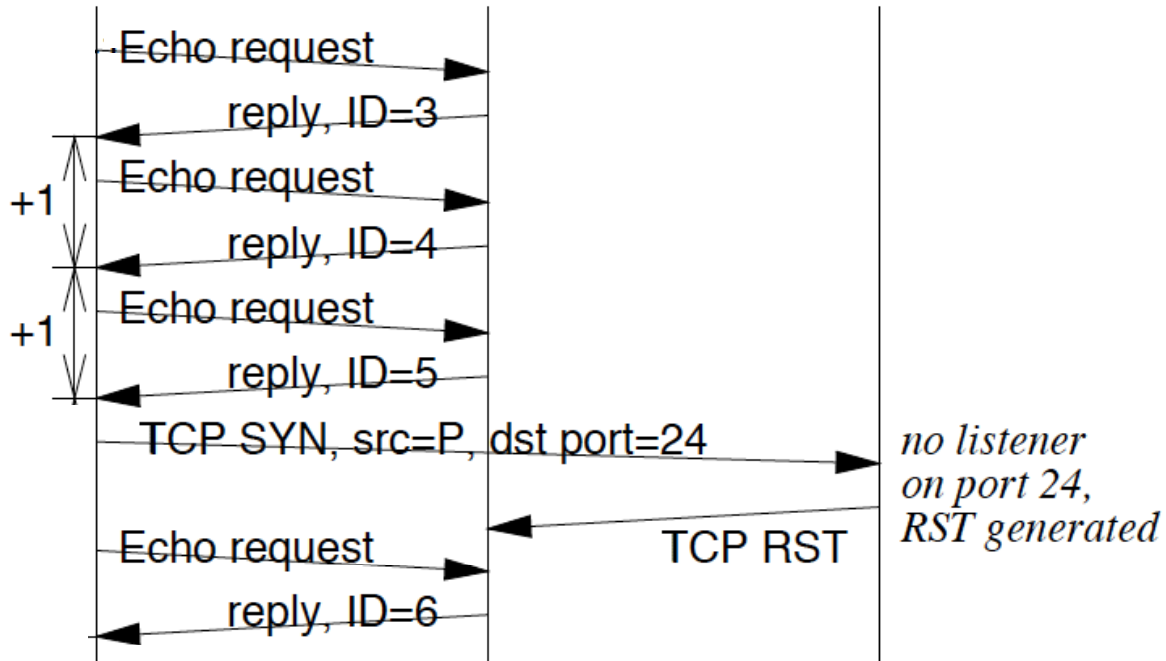 Echo request
reply, ID=3
+1
Echo request
reply, ID=4
+1
Echo request
reply, ID=5
TCP SYN, src=P, dst port=24
no listener
on port 24,
RST generated
TCP RST
Echo request
reply, ID=6